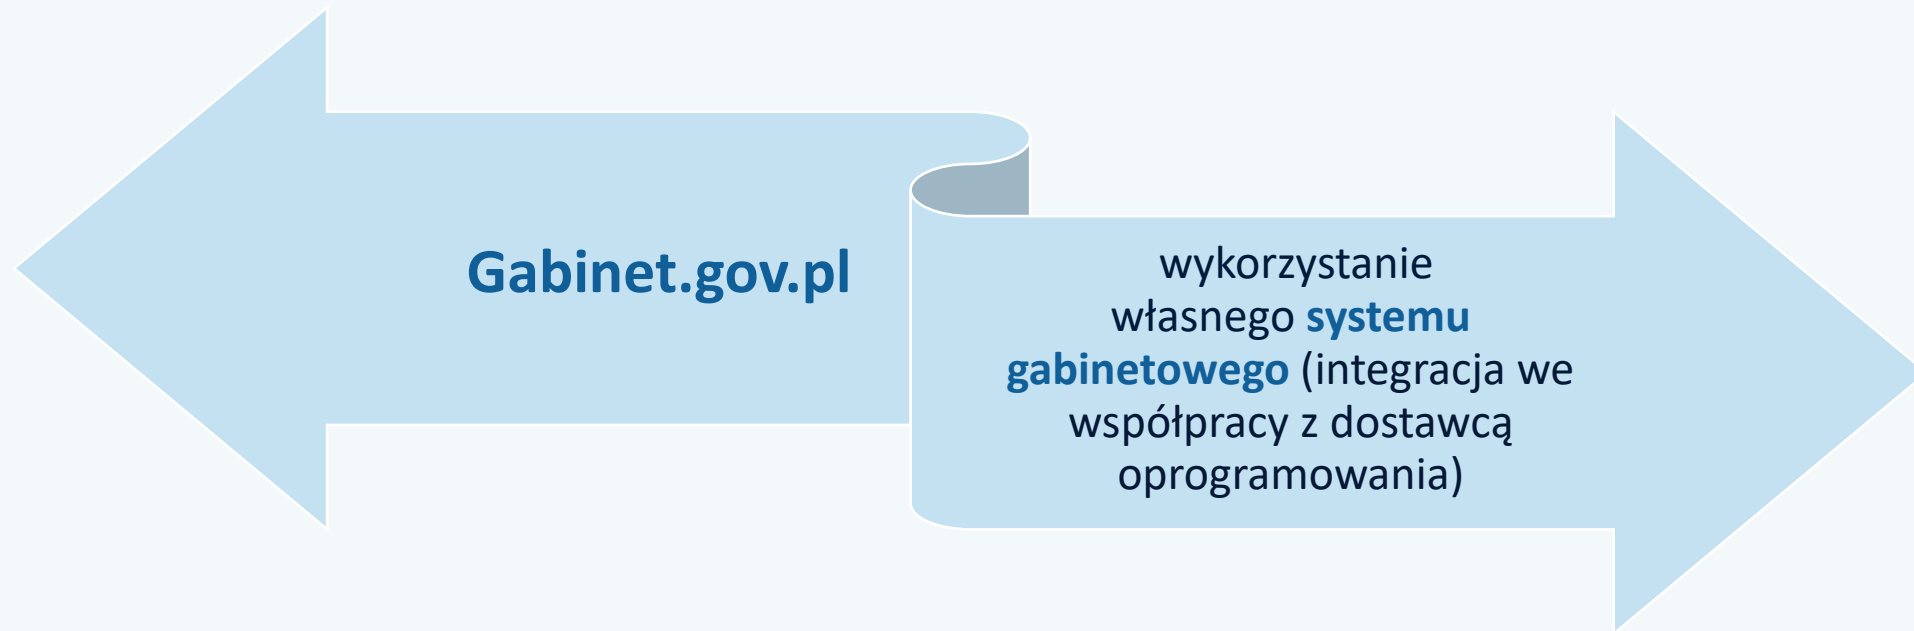 Gabinet.gov.pl
wykorzystanie
własnego systemu
gabinetowego (integracja we
współpracy z dostawcą
oprogramowania)